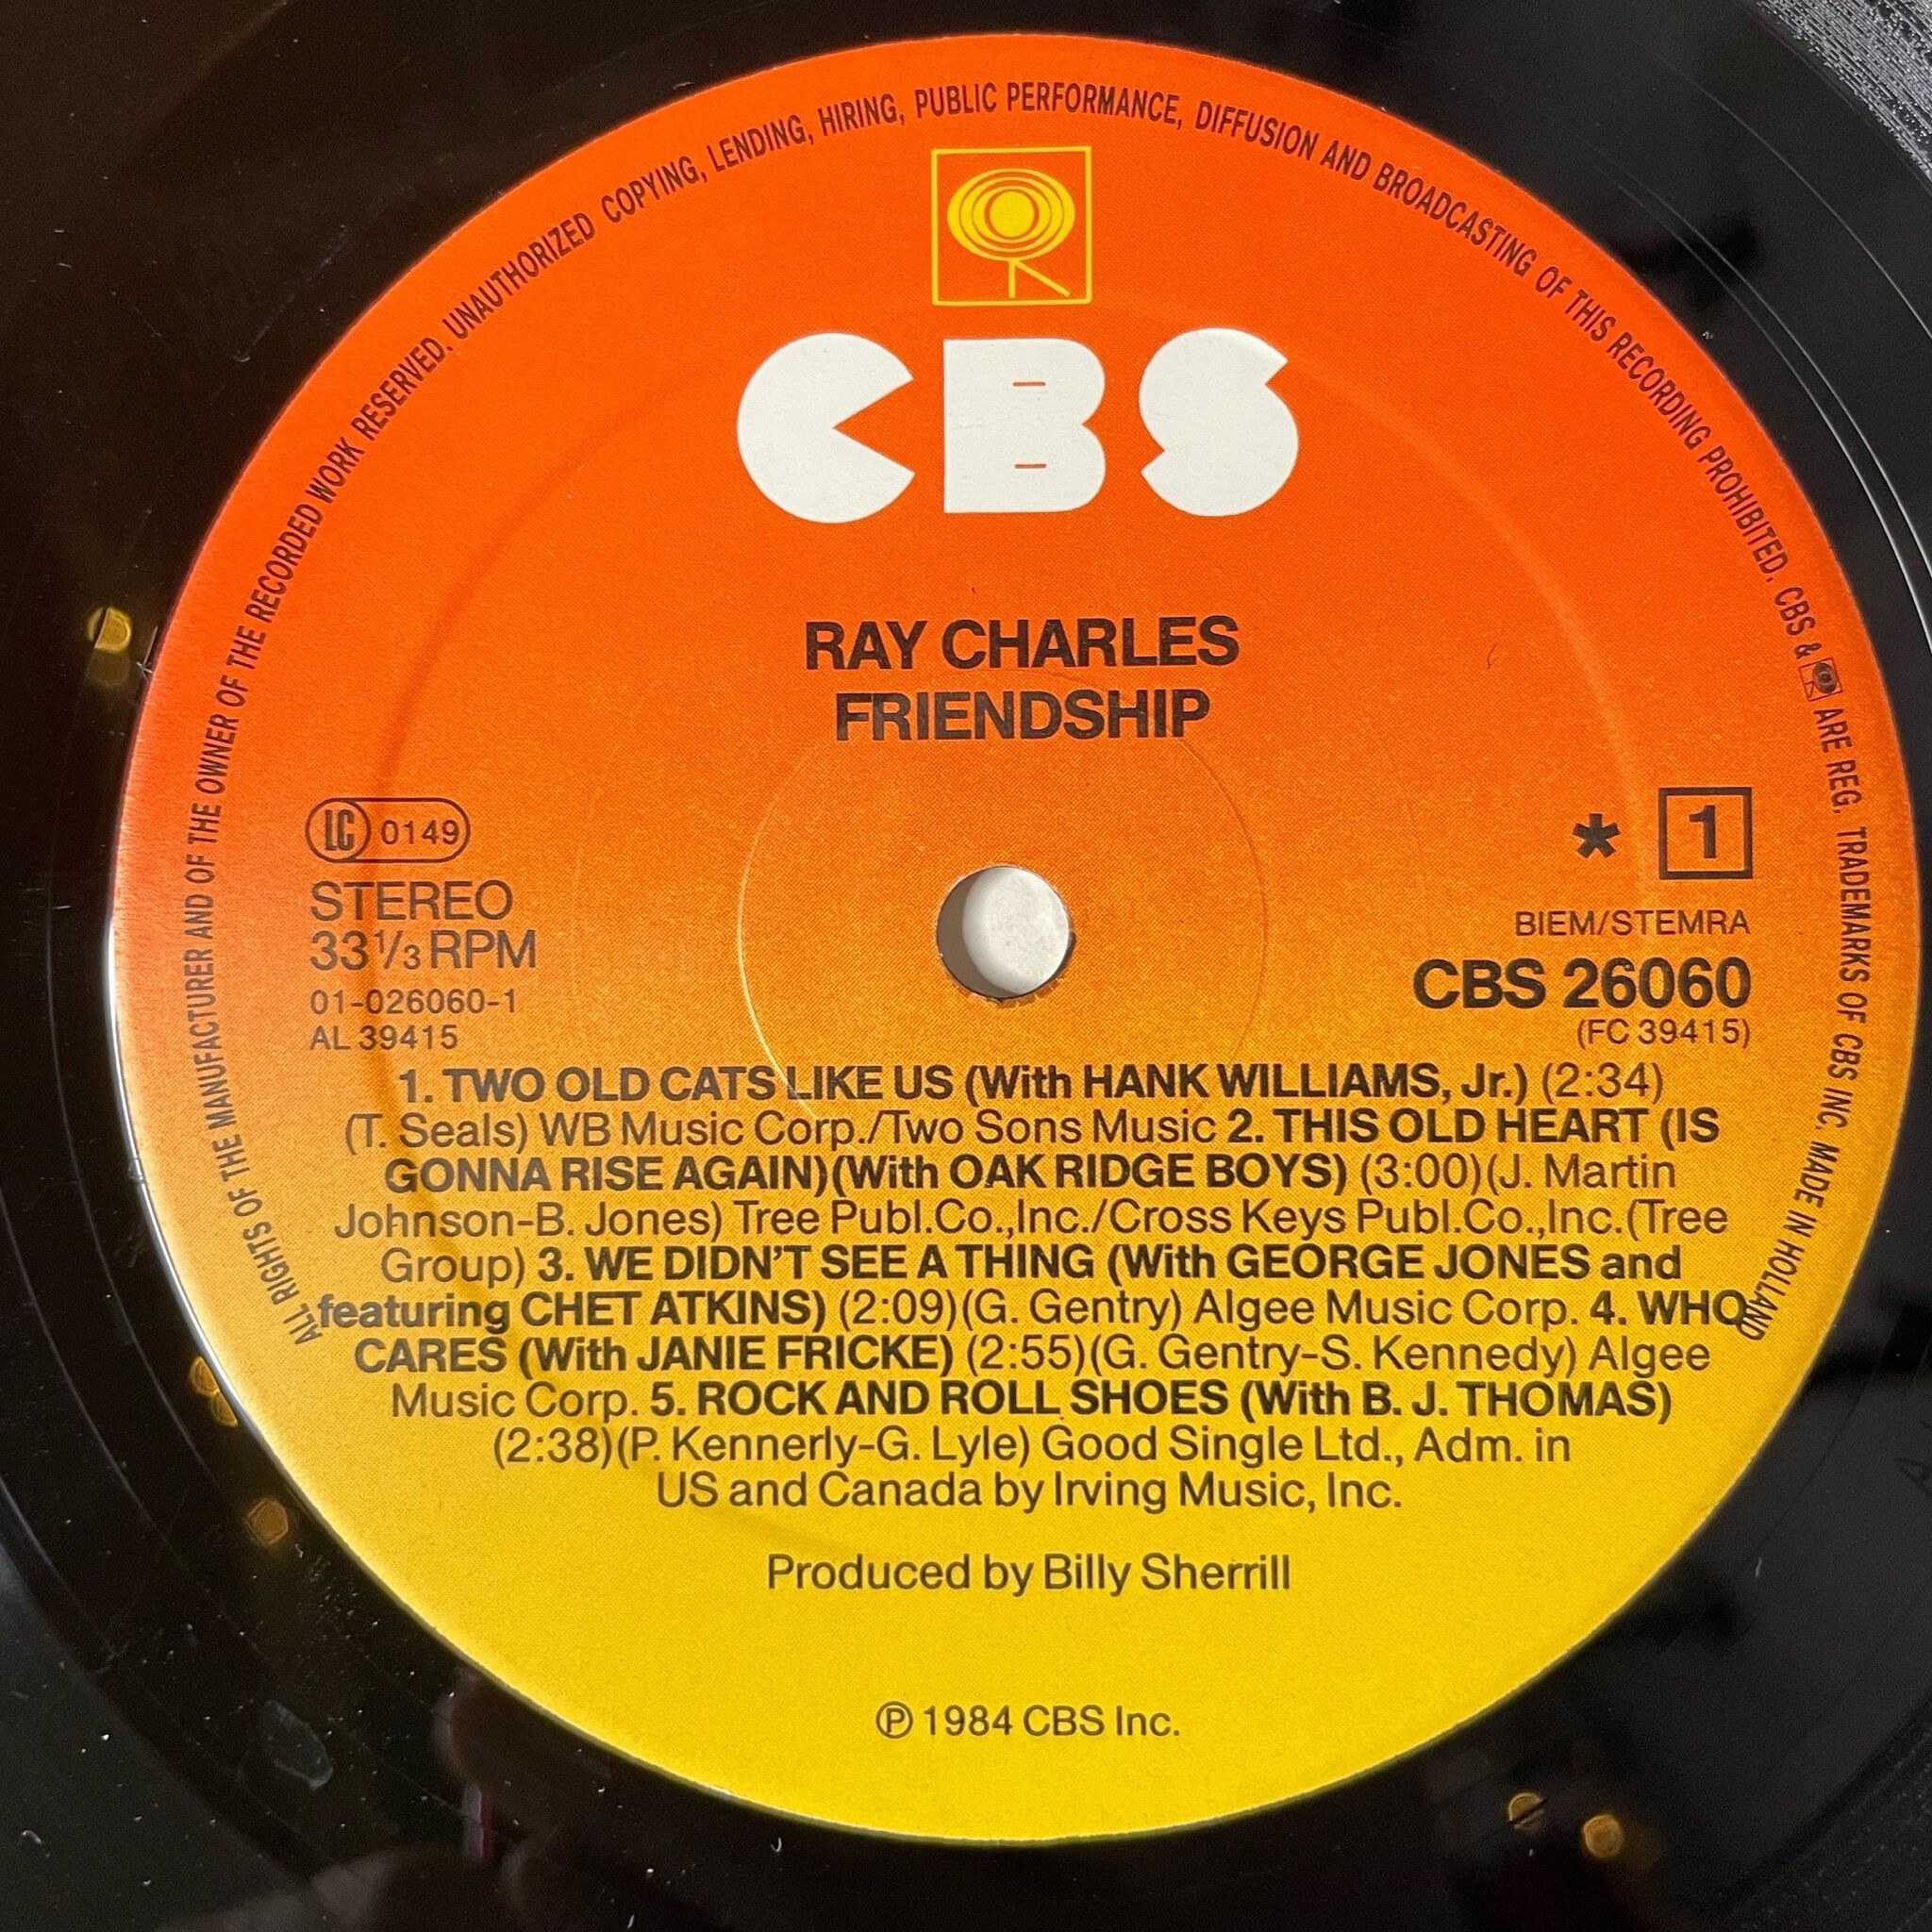 ALL RIGHTS OF THE MANUFACTURER AND OF THE OWNER OF THE RECORDED WORK RESERVED. UNAUTHORIZED COPYING, LENDING, HIRING, PUBLIC PERFORMANCE, DIFFUSION AND BROADCASTING OF THIS RECORDING PROHIBITED. CBS & ARE REG. TRADEMARKS OF CBS INC. MADE IN HOLLAND
CBS
RAY CHARLES
FRIENDSHIP
LC 0149
STEREO
33 1/3 RPM
01-026060-1
AL 39415
* 1
BIEM/STEMRA
CBS 26060
(FC 39415)
1. TWO OLD CATS LIKE US (With HANK WILLIAMS, Jr.) (2:34)
(T. Seals) WB Music Corp./Two Sons Music 2. THIS OLD HEART (IS
GONNA RISE AGAIN)(With OAK RIDGE BOYS) (3:00)(J. Martin
Johnson-B. Jones) Tree Publ.Co.,Inc./Cross Keys Publ.Co.,Inc.(Tree
Group) 3. WE DIDN'T SEE A THING (With GEORGE JONES and
featuring CHET ATKINS) (2:09)(G. Gentry) Algee Music Corp. 4. WHO
CARES (With JANIE FRICKE) (2:55)(G. Gentry-S. Kennedy) Algee
Music Corp. 5. ROCK AND ROLL SHOES (With B. J. THOMAS)
(2:38)(P. Kennerly-G. Lyle) Good Single Ltd., Adm. in
US and Canada by Irving Music, Inc.
Produced by Billy Sherrill
℗ 1984 CBS Inc.